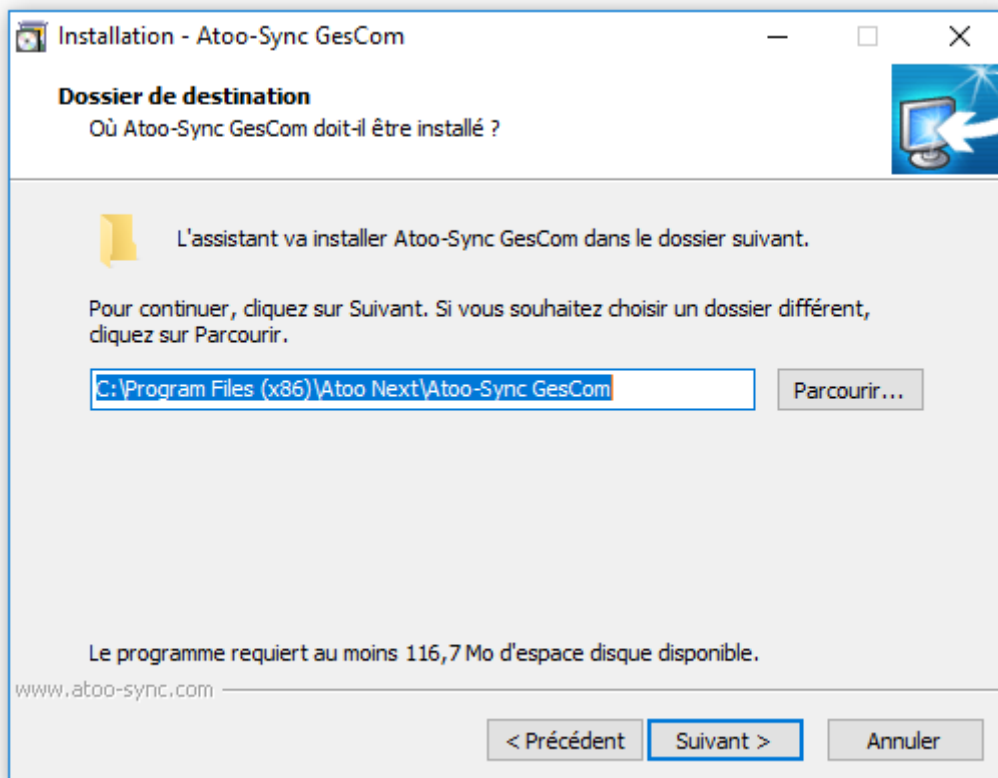 Installation - Atoo-Sync GesCom
Dossier de destination
Où Atoo-Sync GesCom doit-il être installé ?
L'assistant va installer Atoo-Sync GesCom dans le dossier suivant.
Pour continuer, cliquez sur Suivant. Si vous souhaitez choisir un dossier différent,
cliquez sur Parcourir.
C:\Program Files (x86)\Atoo Next\Atoo-Sync GesCom
Parcourir...
Le programme requiert au moins 116,7 Mo d'espace disque disponible.
www.atoo-sync.com
< Précédent
Suivant >
Annuler